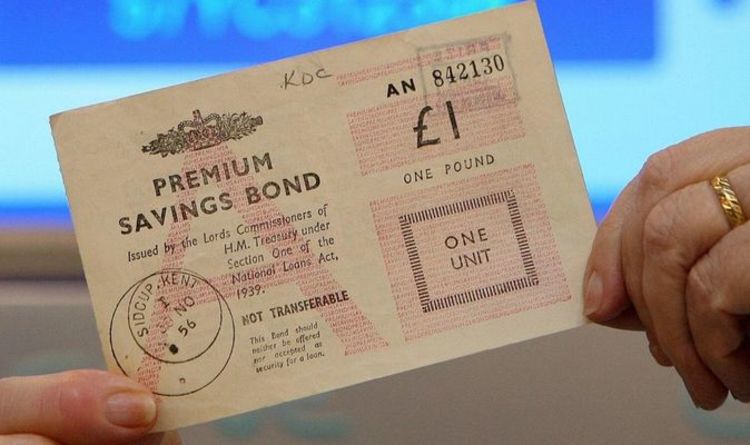 KDC
AN 842130
£1
ONE POUND
PREMIUM
SAVINGS BOND
Issued by the Lords Commissioners of
H.M. Treasury under
Section One of the
National Loans Act,
1939.
NOT TRANSFERABLE
This Bond should
neither be offered
nor accepted as
security for a loan.
ONE
UNIT
SIDCUP. KENT
1
NO
56